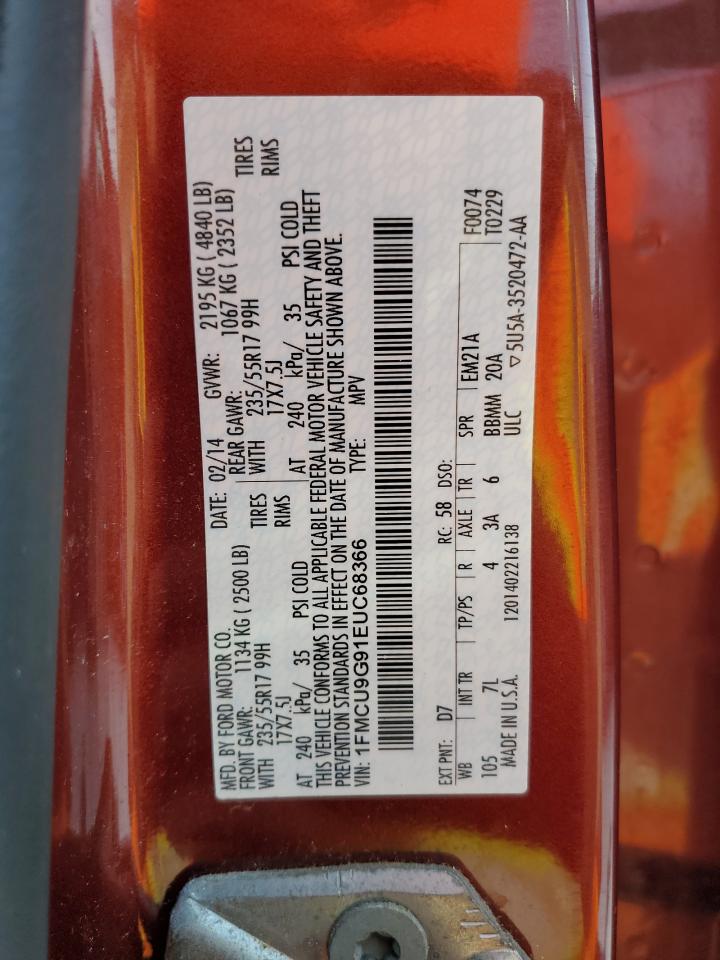 MFD. BY FORD MOTOR CO.
DATE: 02/14 GVWR: 2195 KG ( 4840 LB)
FRONT GAWR: 1134 KG ( 2500 LB) REAR GAWR: 1067 KG ( 2352 LB)
WITH 235/55R17 99H TIRES WITH 235/55R17 99H TIRES
17X7.5J RIMS 17X7.5J RIMS
AT 240 kPa/ 35 PSI COLD AT 240 kPa/ 35 PSI COLD
THIS VEHICLE CONFORMS TO ALL APPLICABLE FEDERAL MOTOR VEHICLE SAFETY AND THEFT
PREVENTION STANDARDS IN EFFECT ON THE DATE OF MANUFACTURE SHOWN ABOVE.
VIN: 1FMCU9G91EUC68366 TYPE: MPV
EXT PNT: D7 RC: 58 DSO: F0074
WB INT TR TP/PS R AXLE TR SPR EM21A T0229
105 7L 4 3A 6 BBMM 20A
MADE IN U.S.A. 1201402216138 ULC ▽5U5A-3520472-AA